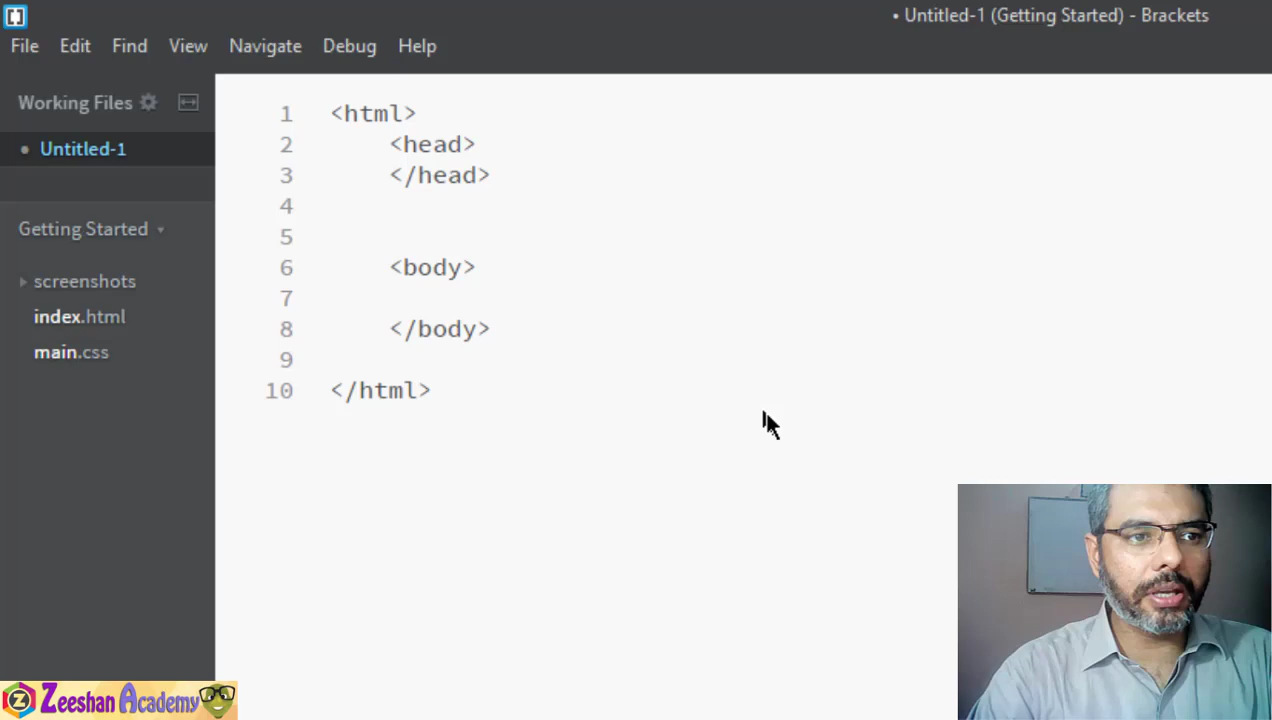 • Untitled-1 (Getting Started) - Brackets
File Edit Find View Navigate Debug Help
Working Files
• Untitled-1
Getting Started
screenshots
index.html
main.css
1 <html>
2 <head>
3 </head>
4
5
6 <body>
7
8 </body>
9
10 </html>
Zeeshan Academy